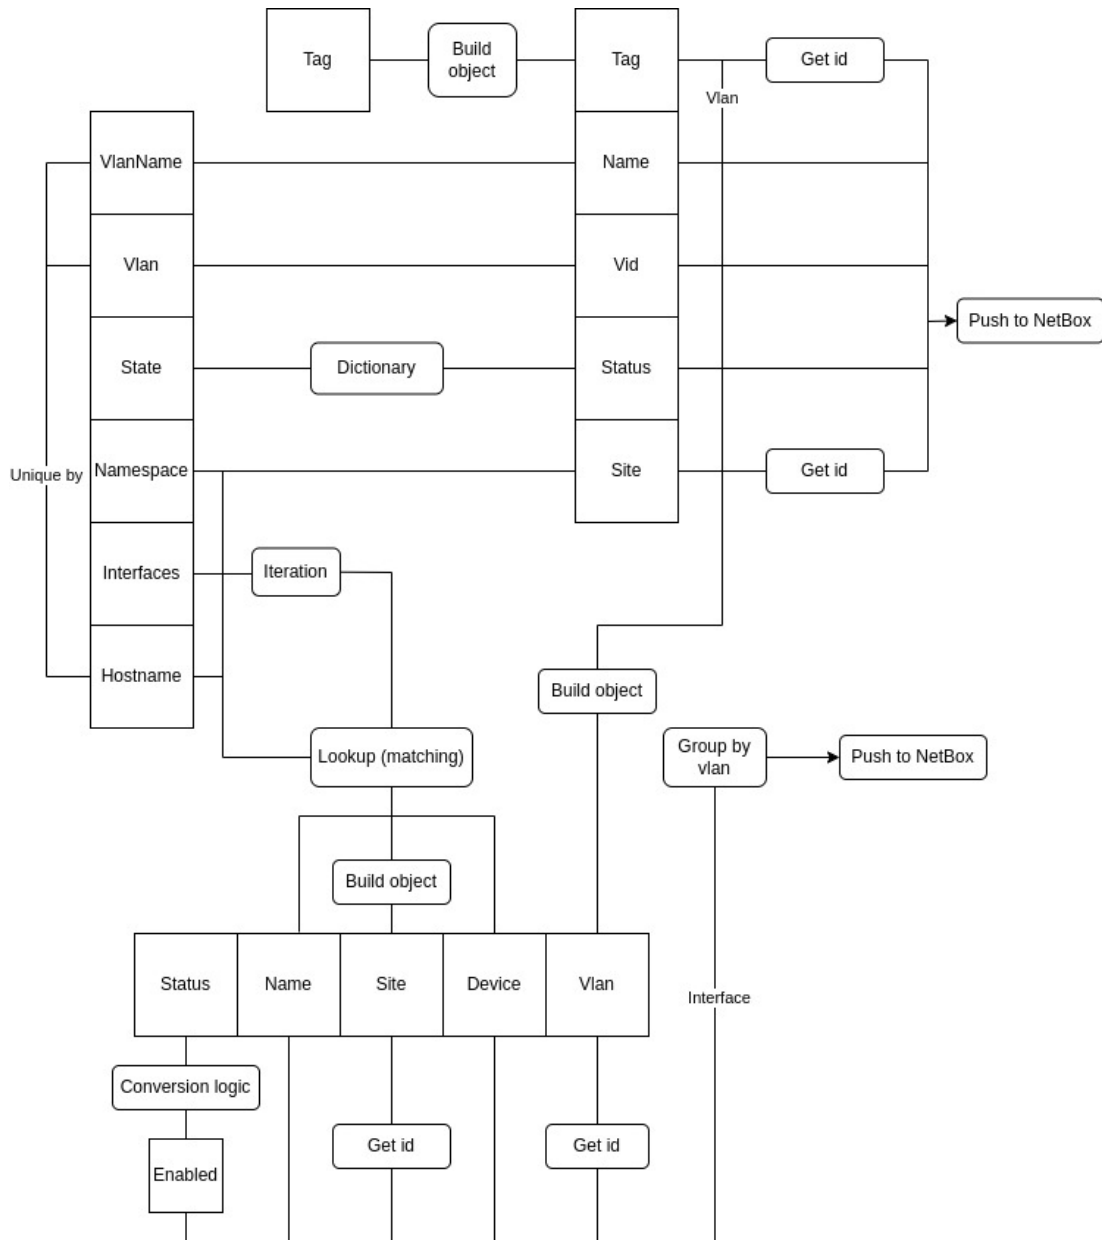 Tag
Build
object
Tag
Get id
Vlan
VlanName
Name
Vlan
Vid
Push to NetBox
State
Dictionary
Status
Unique by
Namespace
Site
Get id
Interfaces
Iteration
Hostname
Build object
Lookup (matching)
Group by
vlan
Push to NetBox
Build object
Status
Name
Site
Device
Vlan
Interface
Conversion logic
Get id
Get id
Enabled